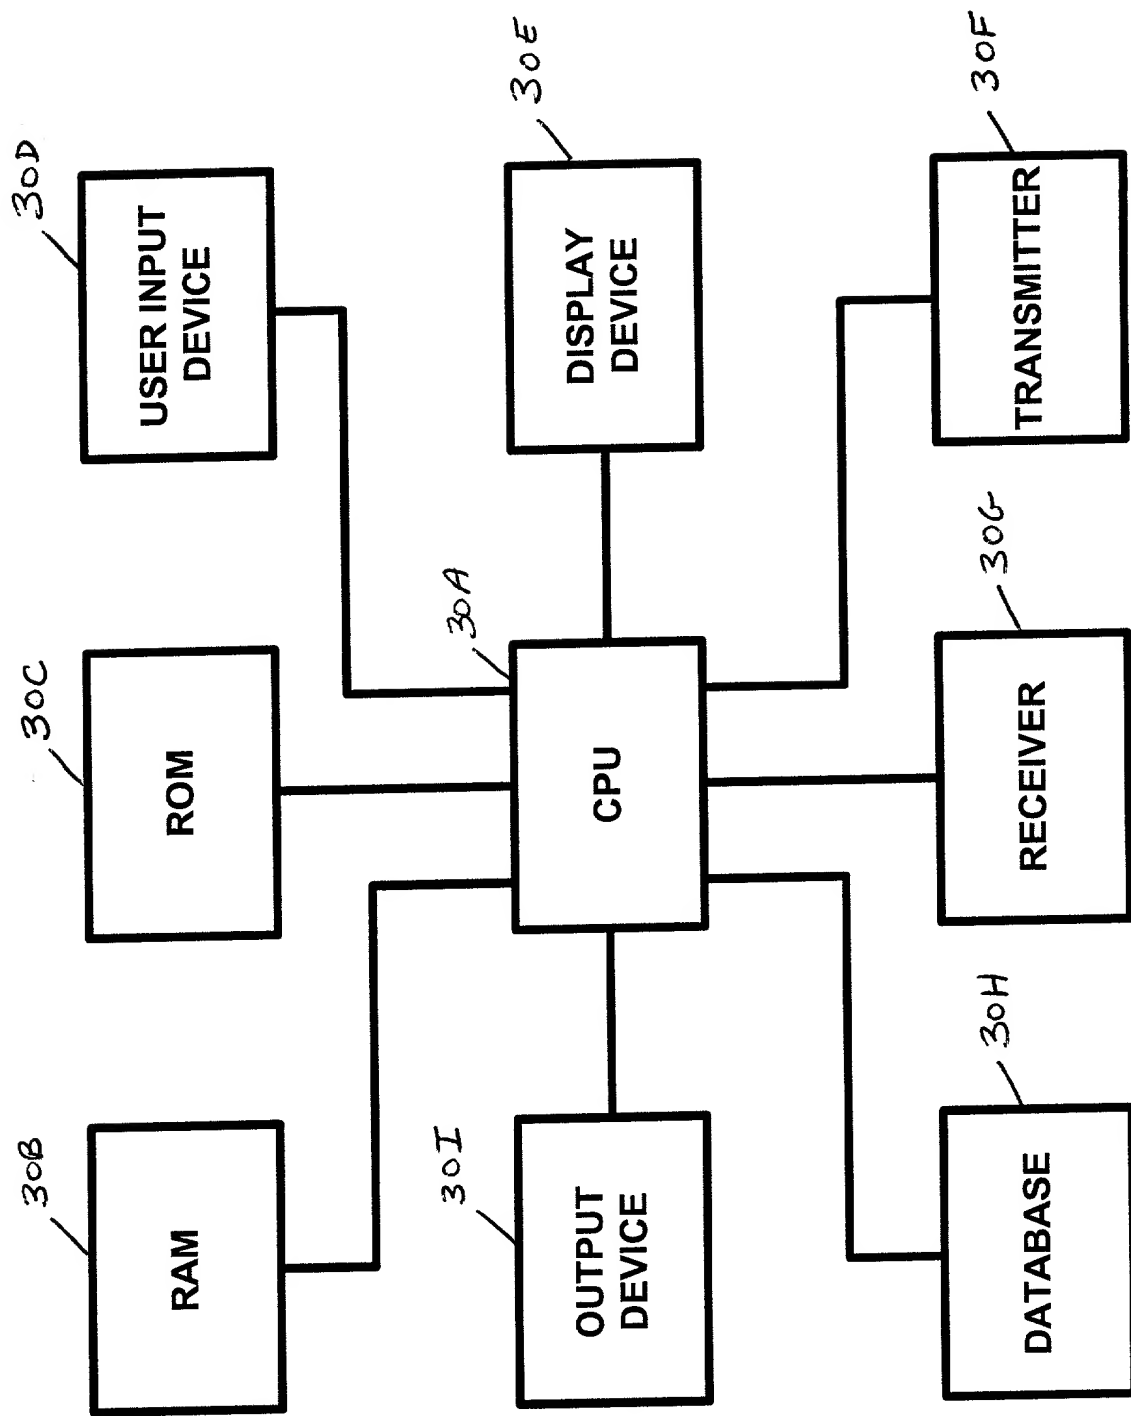 30B
RAM
30C
ROM
30D
USER INPUT
DEVICE
30I
OUTPUT
DEVICE
30A
CPU
30E
DISPLAY
DEVICE
30H
DATABASE
30G
RECEIVER
30F
TRANSMITTER